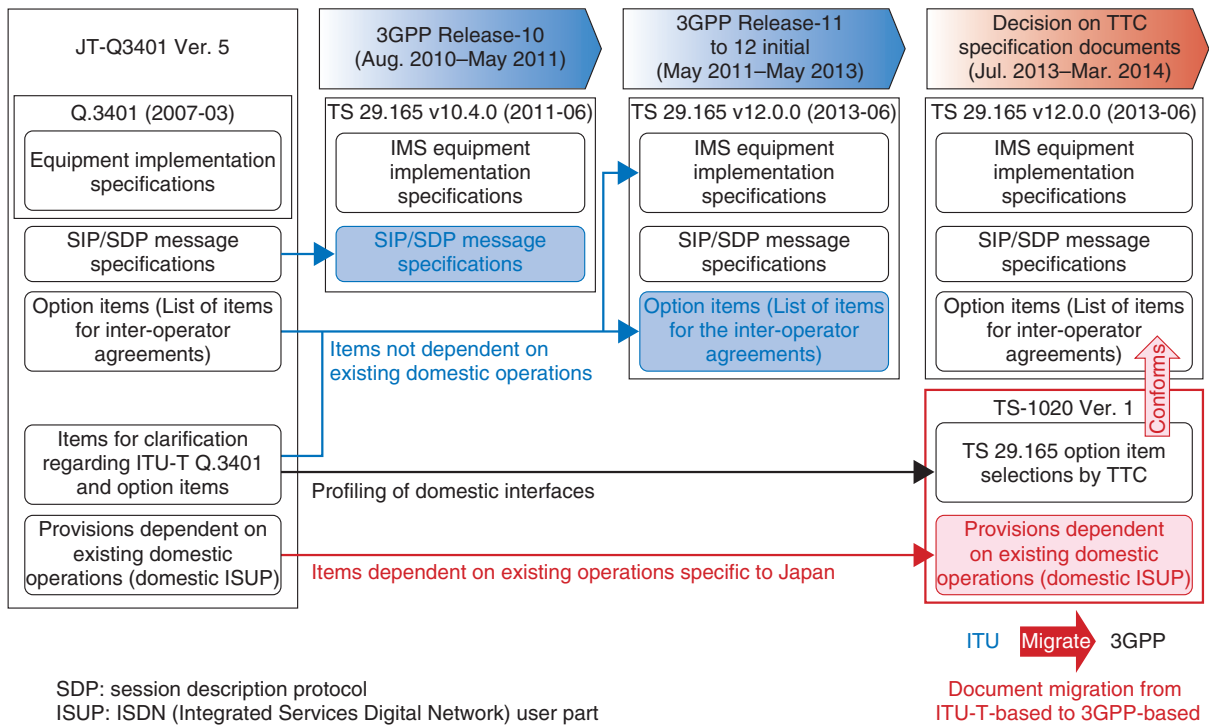 JT-Q3401 Ver. 5
Q.3401 (2007-03)
Equipment implementation
specifications
SIP/SDP message
specifications
Option items (List of items
for inter-operator
agreements)
Items for clarification
regarding ITU-T Q.3401
and option items
Provisions dependent on
existing domestic
operations (domestic ISUP)
3GPP Release-10
(Aug. 2010–May 2011)
TS 29.165 v10.4.0 (2011-06)
IMS equipment
implementation
specifications
SIP/SDP message
specifications
Items not dependent on
existing domestic operations
Profiling of domestic interfaces
Items dependent on existing operations specific to Japan
3GPP Release-11
to 12 initial
(May 2011–May 2013)
TS 29.165 v12.0.0 (2013-06)
IMS equipment
implementation
specifications
SIP/SDP message
specifications
Option items (List of items
for the inter-operator
agreements)
Decision on TTC
specification documents
(Jul. 2013–Mar. 2014)
TS 29.165 v12.0.0 (2013-06)
IMS equipment
implementation
specifications
SIP/SDP message
specifications
Option items (List of items
for inter-operator
agreements)
Conforms
TS-1020 Ver. 1
TS 29.165 option item
selections by TTC
Provisions dependent
on existing domestic
operations (domestic ISUP)
ITU Migrate 3GPP
Document migration from
ITU-T-based to 3GPP-based
SDP: session description protocol
ISUP: ISDN (Integrated Services Digital Network) user part